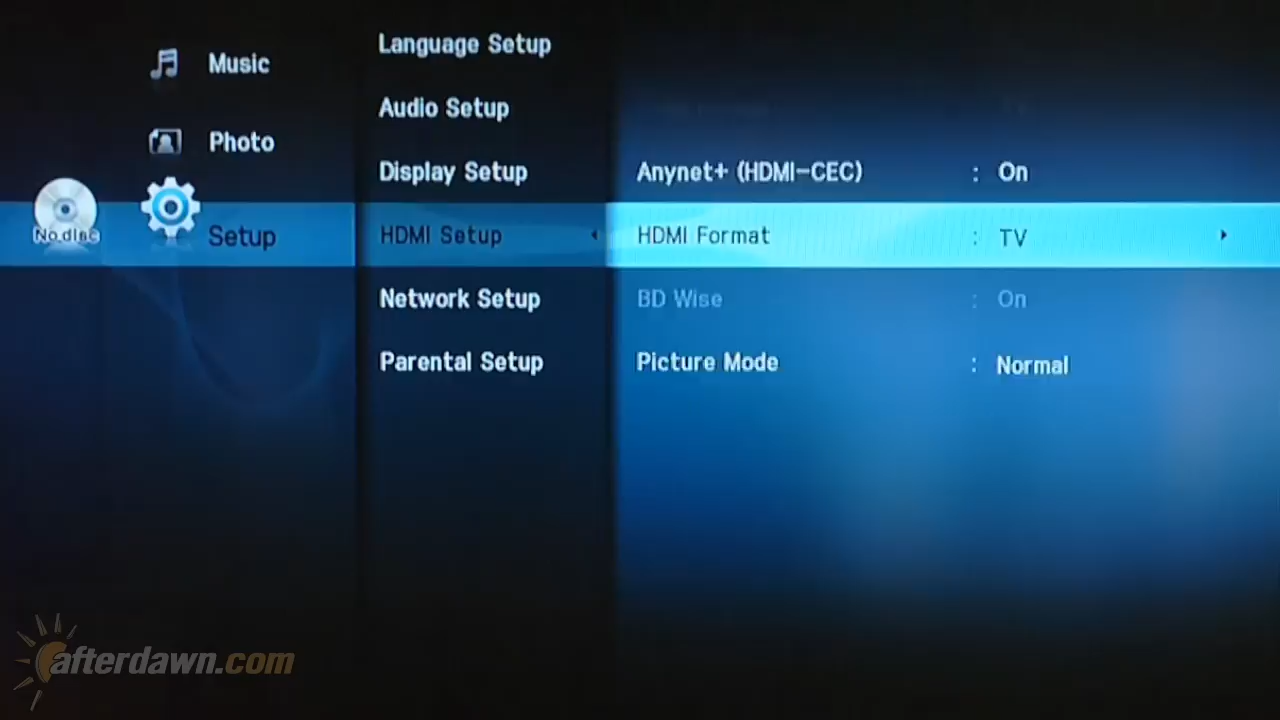 Music
Photo
No disc
Setup
Language Setup
Audio Setup
Display Setup
HDMI Setup
Network Setup
Parental Setup
Anynet+ (HDMI-CEC) : On
HDMI Format : TV
BD Wise : On
Picture Mode : Normal
afterdawn.com